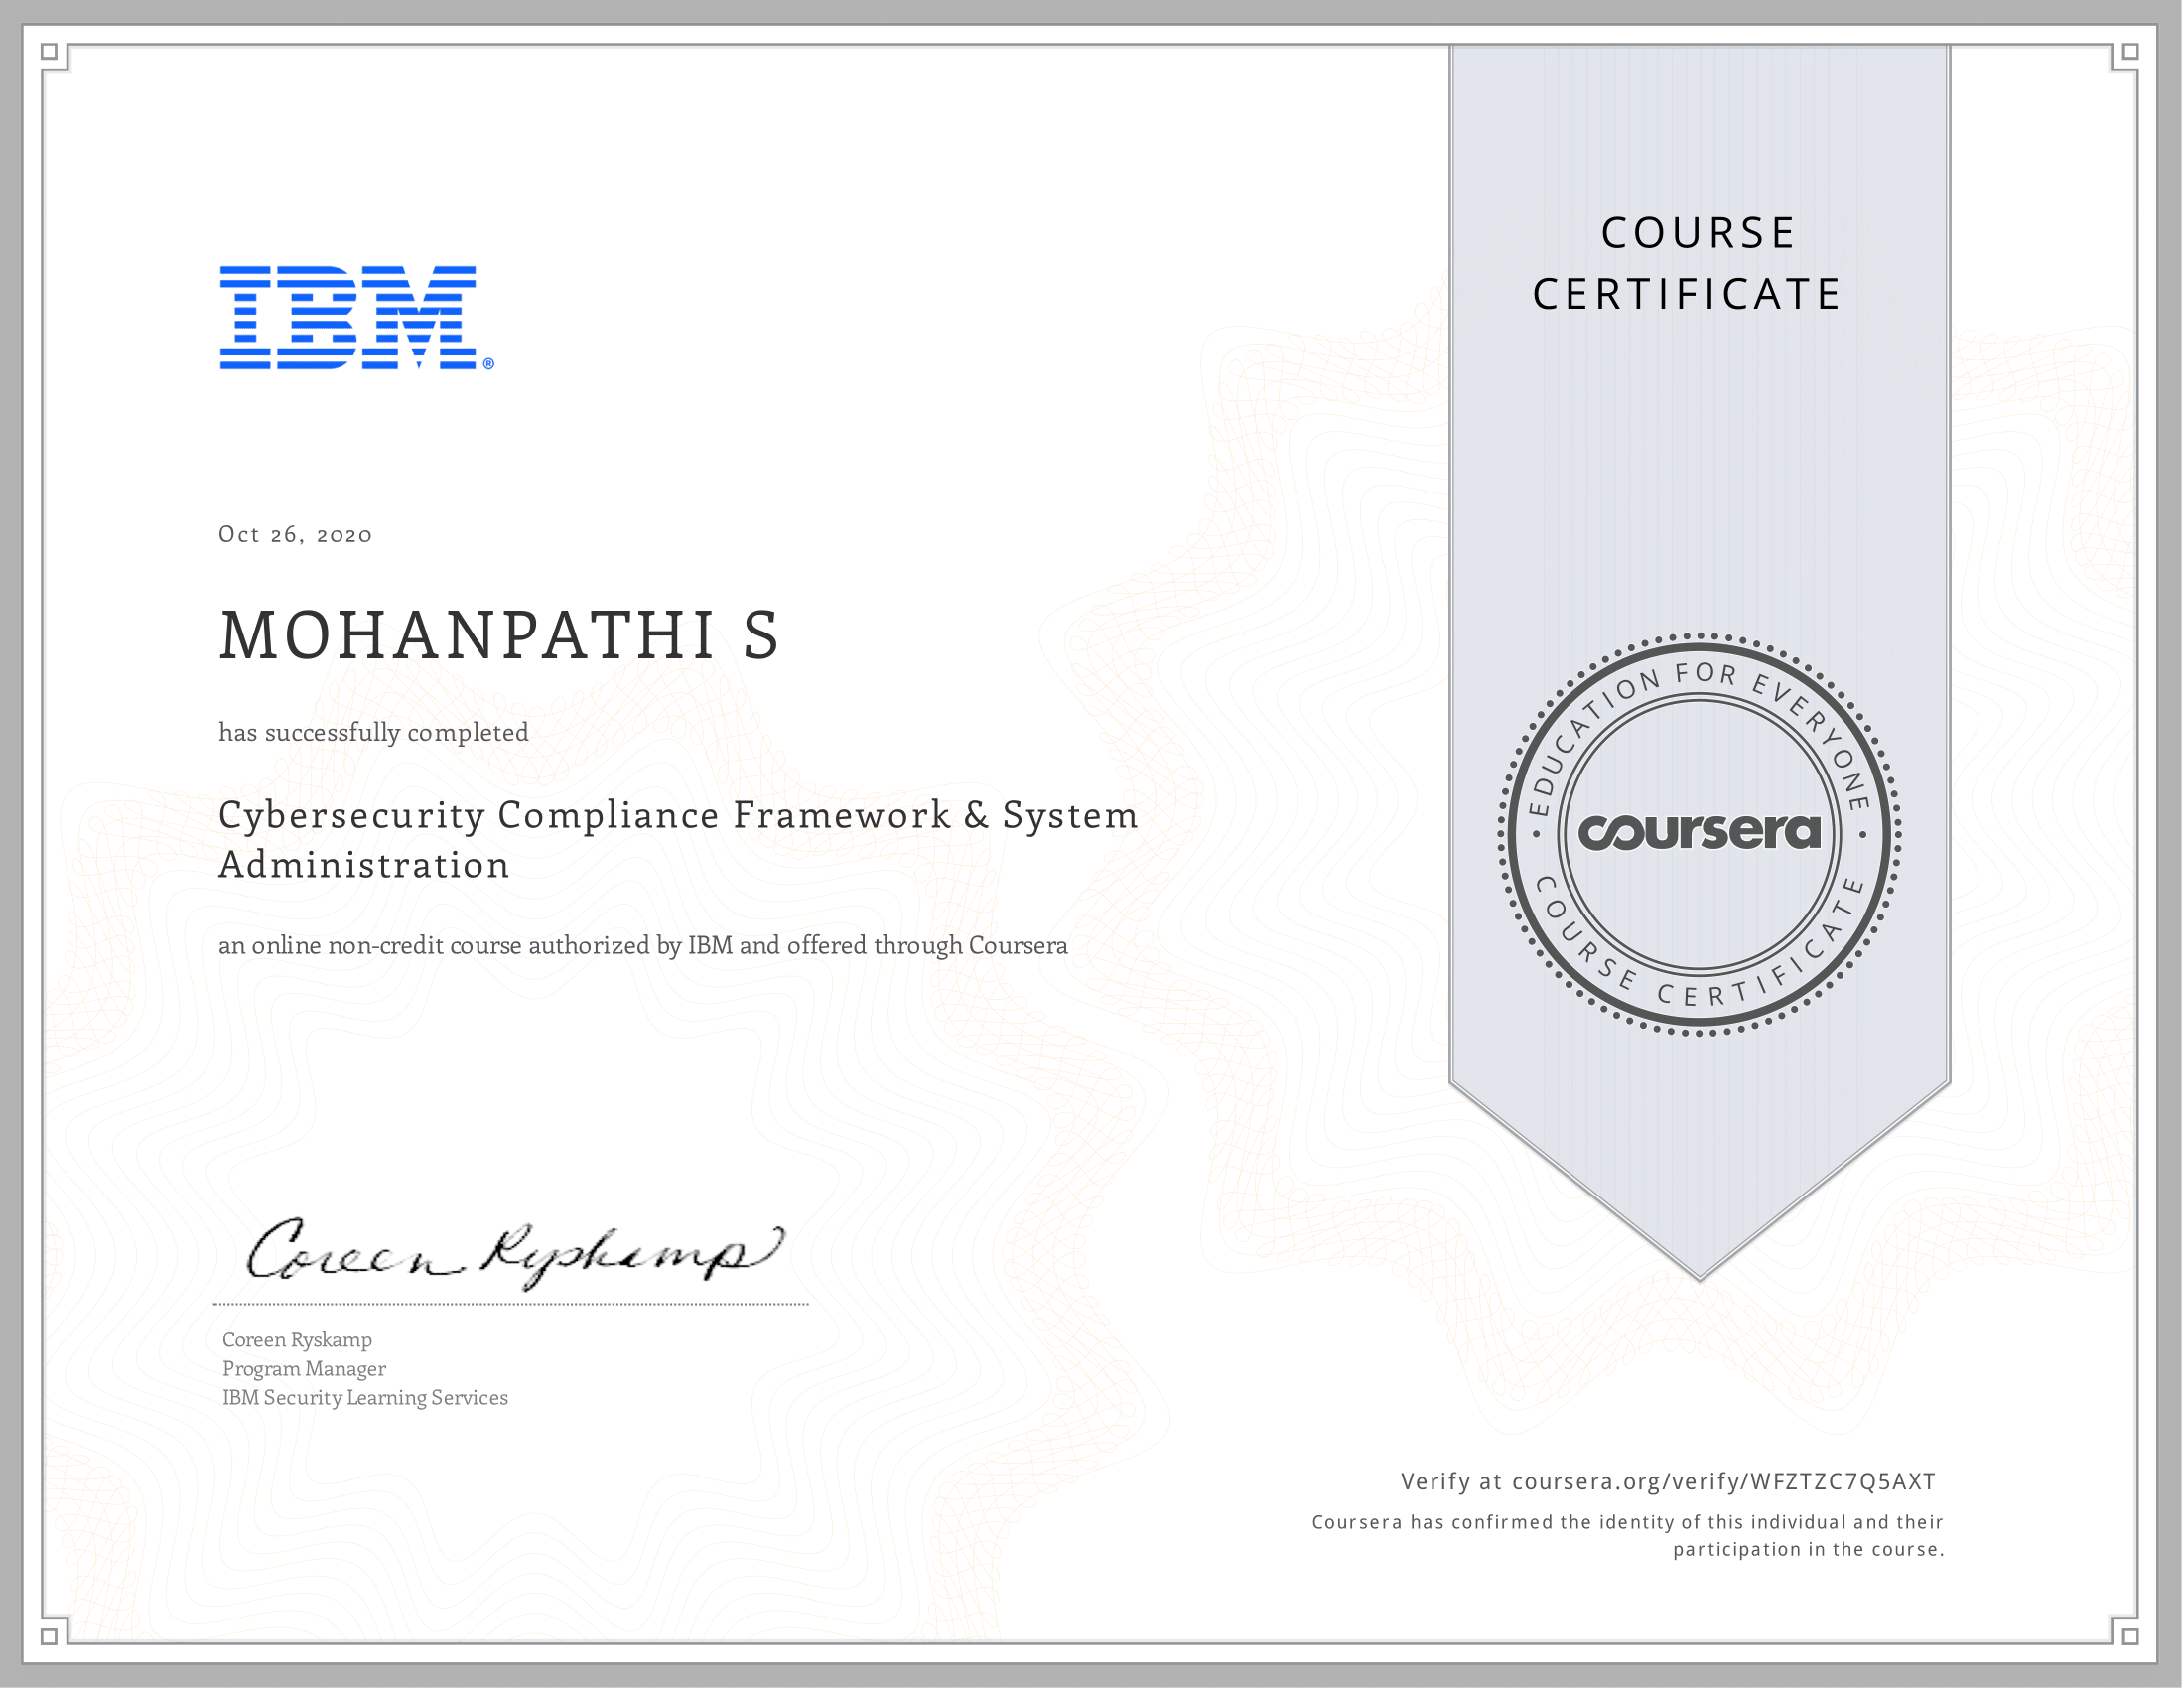 IBM®
COURSE
CERTIFICATE
Oct 26, 2020
MOHANPATHI S
has successfully completed
Cybersecurity Compliance Framework & System
Administration
an online non-credit course authorized by IBM and offered through Coursera
EDUCATION FOR EVERYONE
coursera
COURSE CERTIFICATE
Coreen Ryskamp
Coreen Ryskamp
Program Manager
IBM Security Learning Services
Verify at coursera.org/verify/WFZTZC7Q5AXT
Coursera has confirmed the identity of this individual and their
participation in the course.